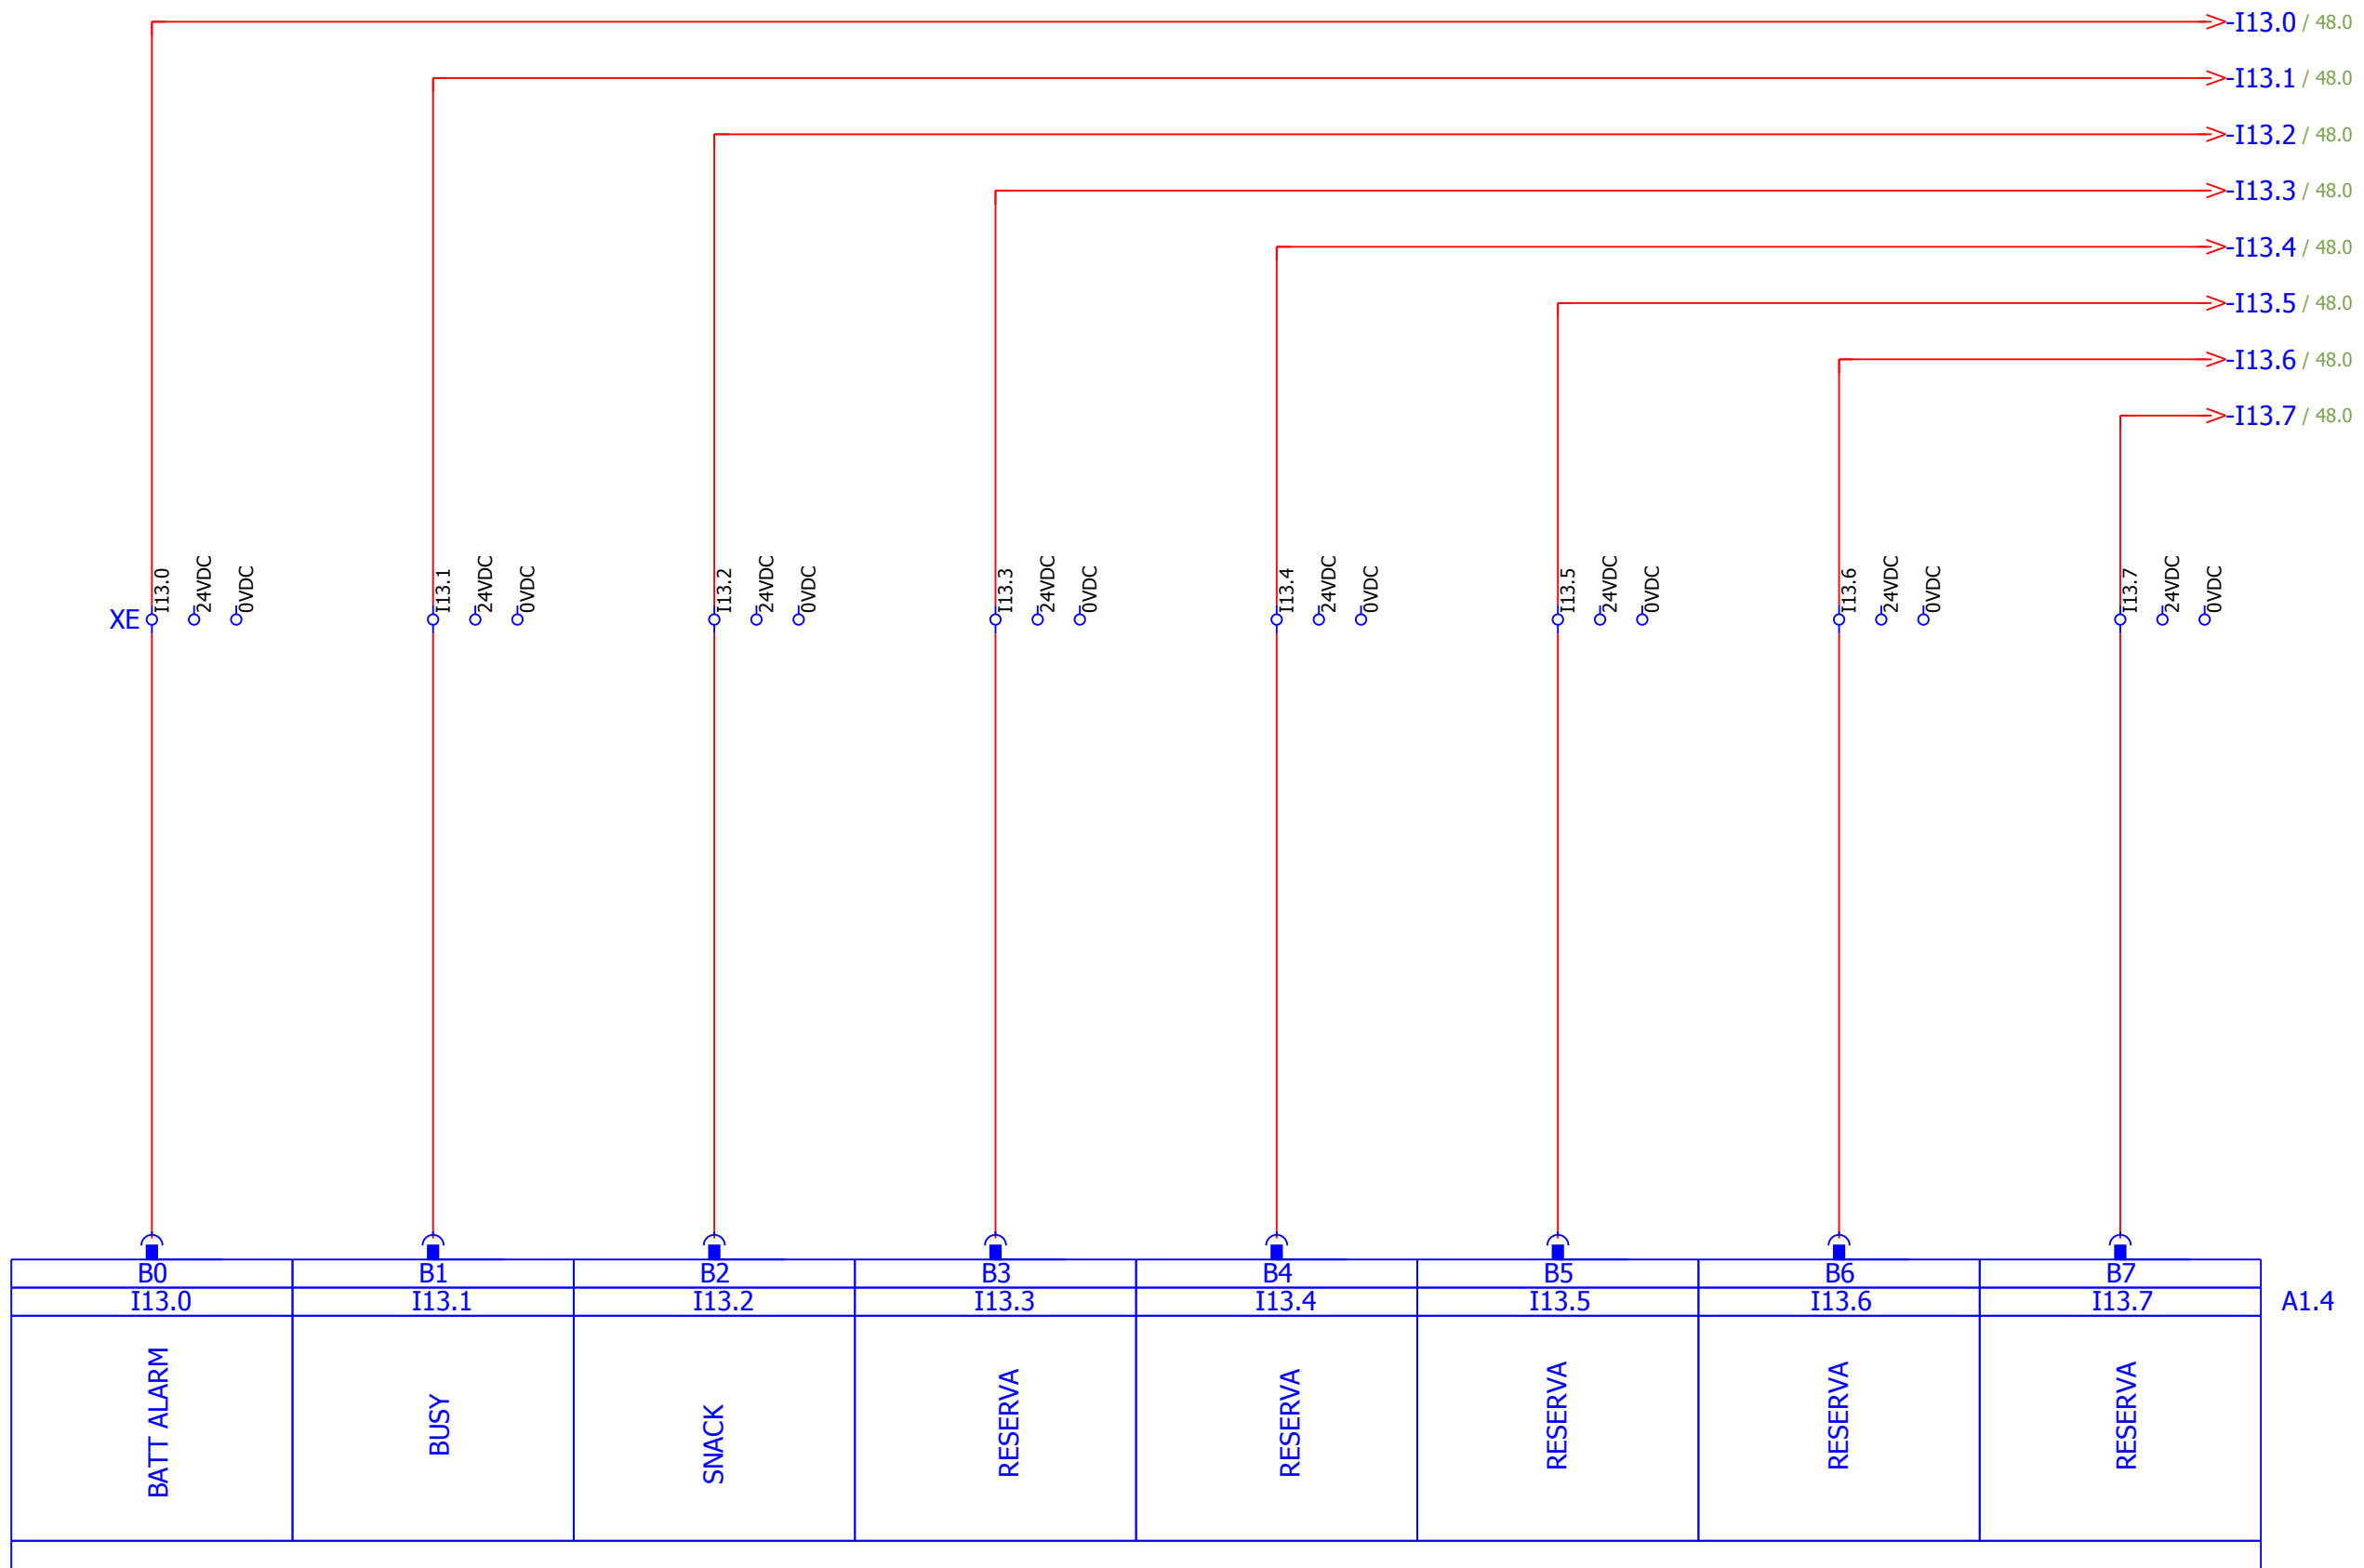 -I13.0 / 48.0
-I13.1 / 48.0
-I13.2 / 48.0
-I13.3 / 48.0
-I13.4 / 48.0
-I13.5 / 48.0
-I13.6 / 48.0
-I13.7 / 48.0
XE I13.0 24VDC 0VDC I13.1 24VDC 0VDC I13.2 24VDC 0VDC I13.3 24VDC 0VDC I13.4 24VDC 0VDC I13.5 24VDC 0VDC I13.6 24VDC 0VDC I13.7 24VDC 0VDC
B0 B1 B2 B3 B4 B5 B6 B7
I13.0 I13.1 I13.2 I13.3 I13.4 I13.5 I13.6 I13.7 A1.4
BATT ALARM BUSY SNACK RESERVA RESERVA RESERVA RESERVA RESERVA